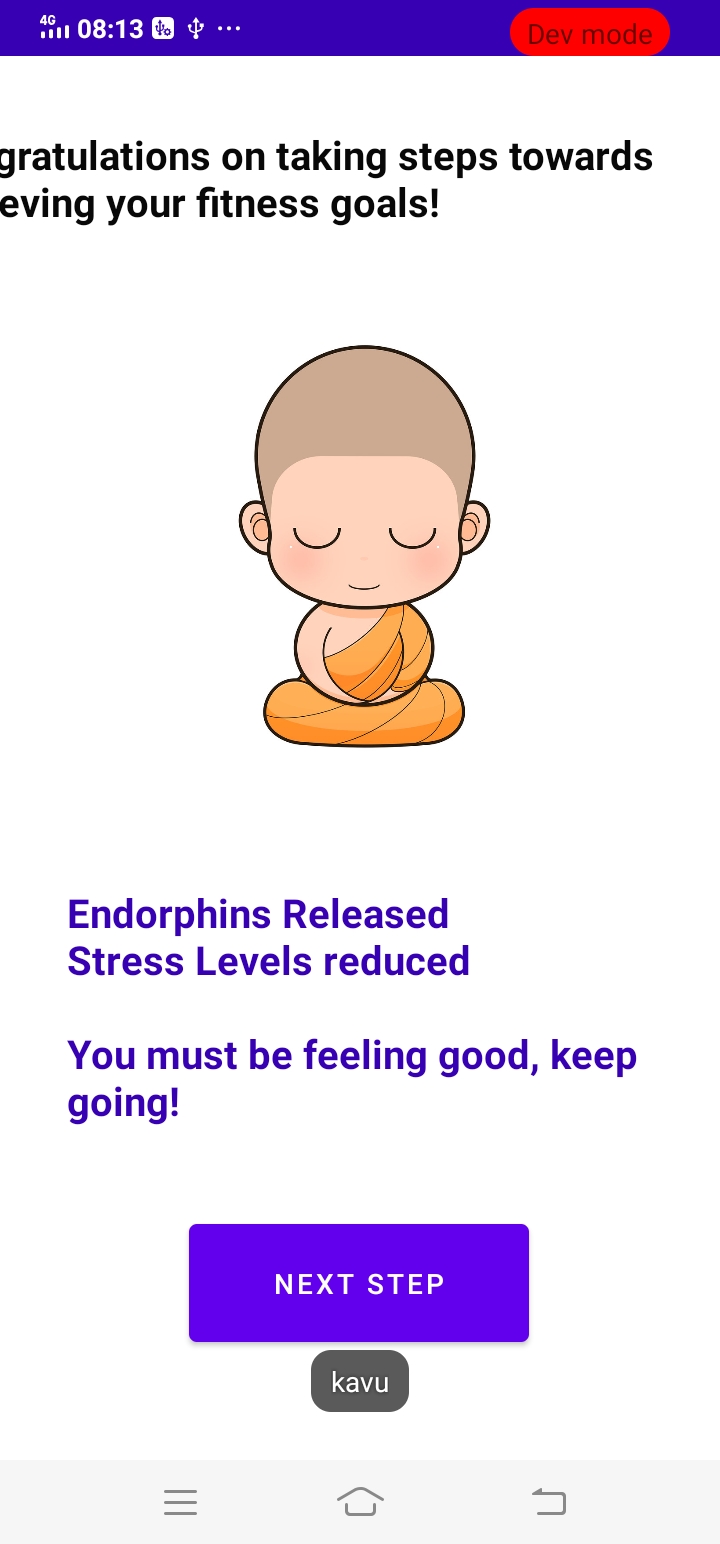 4G 08:13 Dev mode
gratulations on taking steps towards
eving your fitness goals!
Endorphins Released
Stress Levels reduced
You must be feeling good, keep
going!
NEXT STEP
kavu